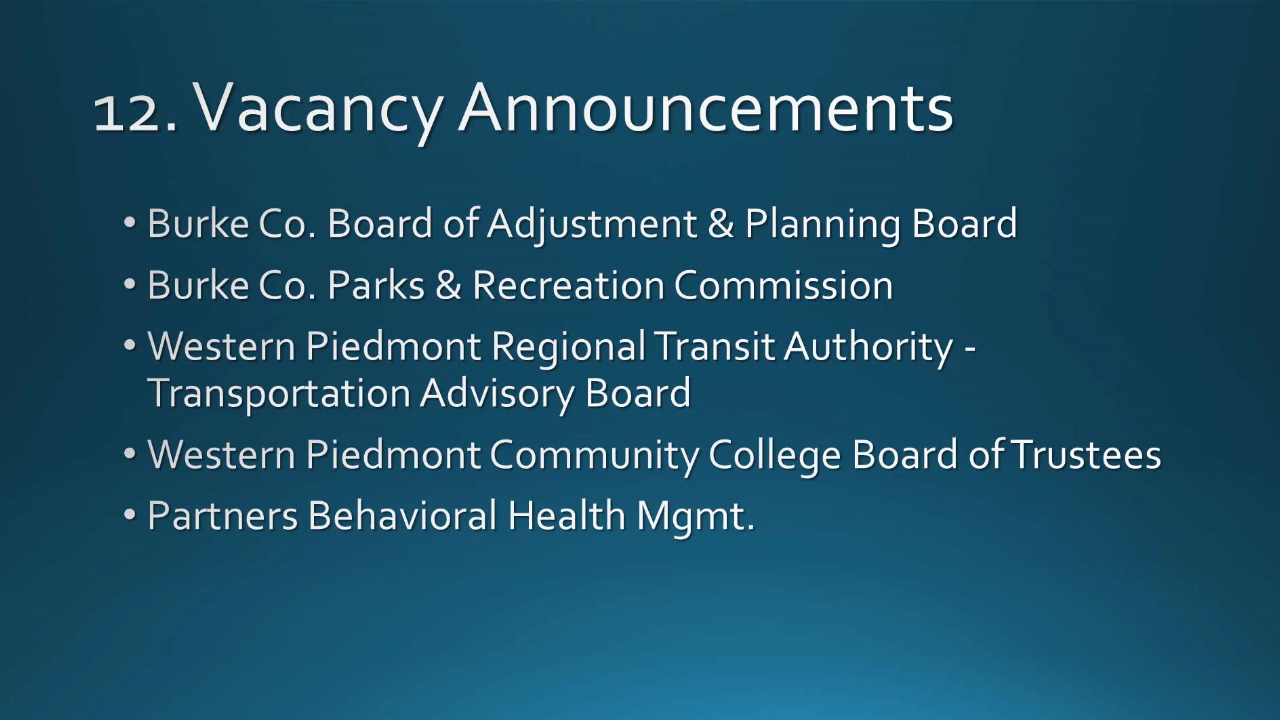 12. Vacancy Announcements
• Burke Co. Board of Adjustment & Planning Board
• Burke Co. Parks & Recreation Commission
• Western Piedmont Regional Transit Authority -
Transportation Advisory Board
• Western Piedmont Community College Board of Trustees
• Partners Behavioral Health Mgmt.